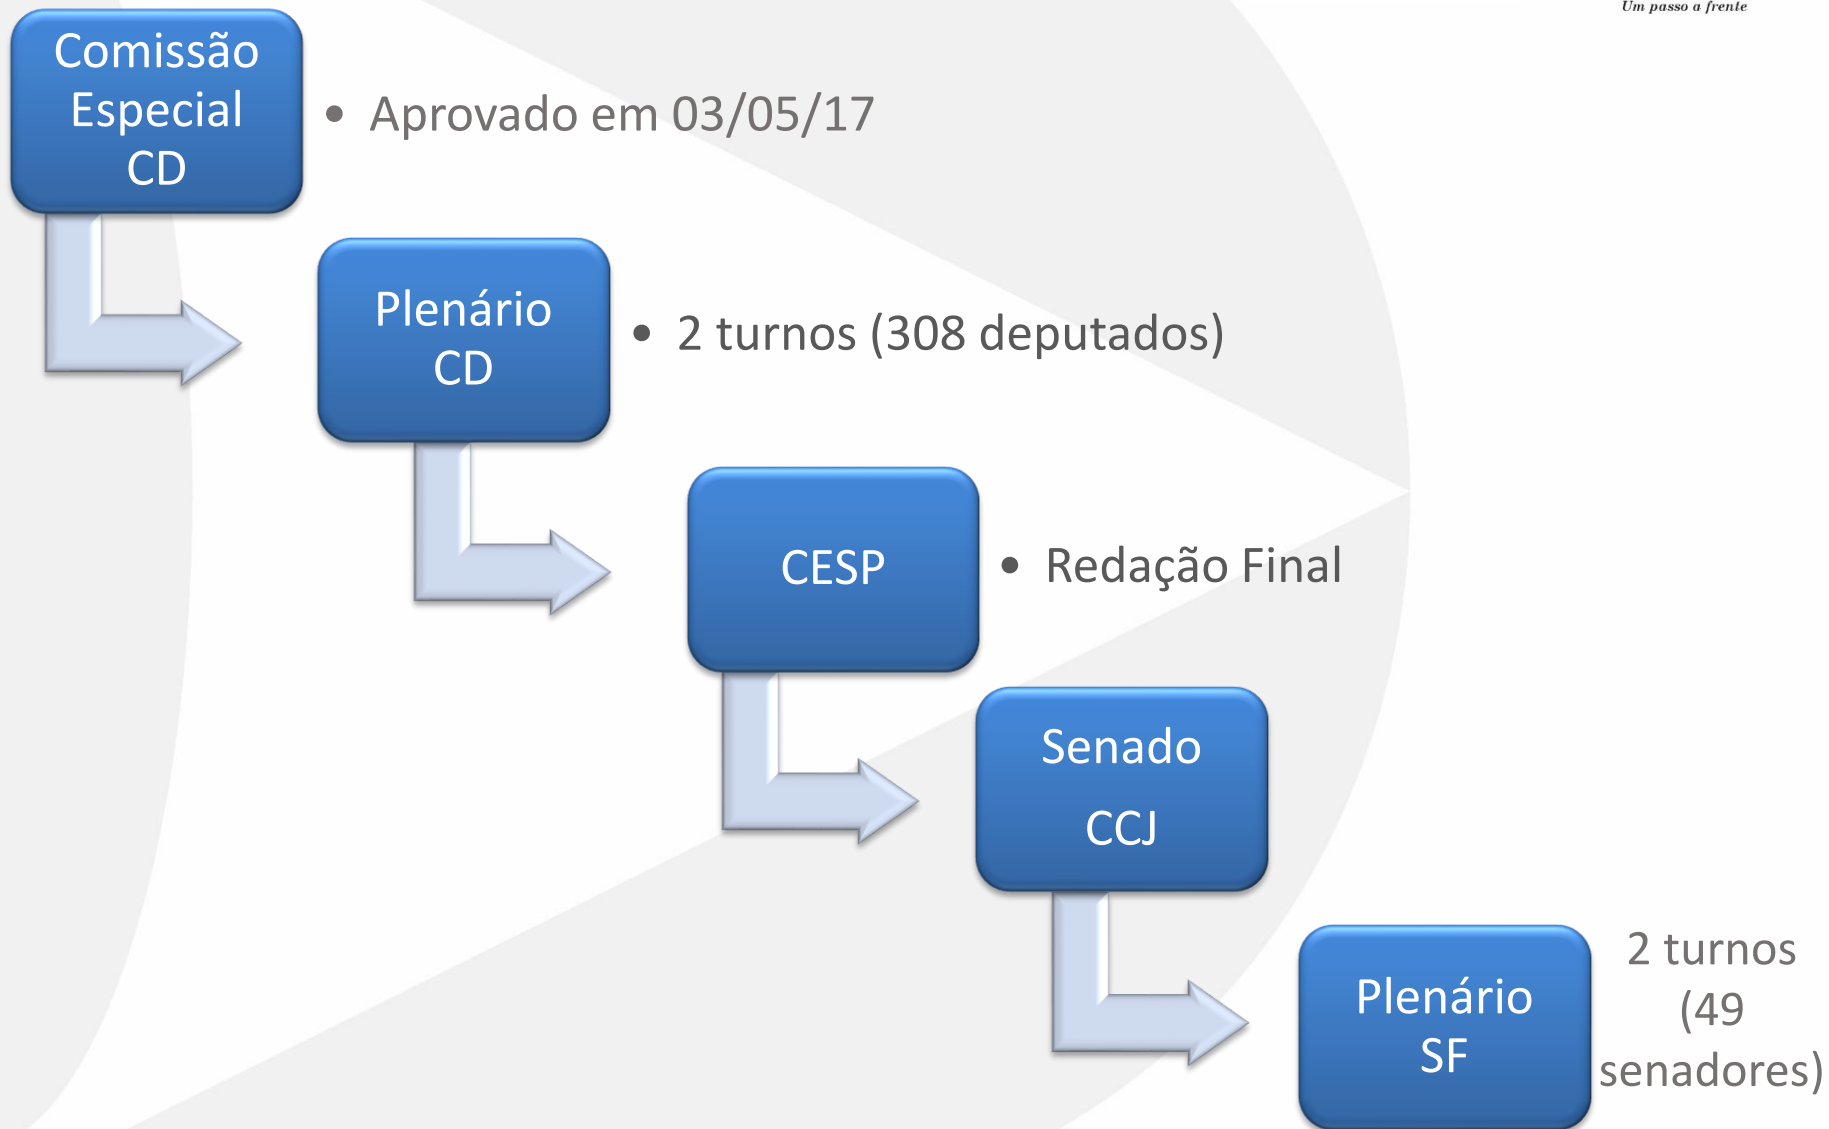 Um passo a frente
Comissão
Especial
CD
• Aprovado em 03/05/17
Plenário
CD
• 2 turnos (308 deputados)
CESP
• Redação Final
Senado
CCJ
Plenário
SF
2 turnos
(49
senadores)